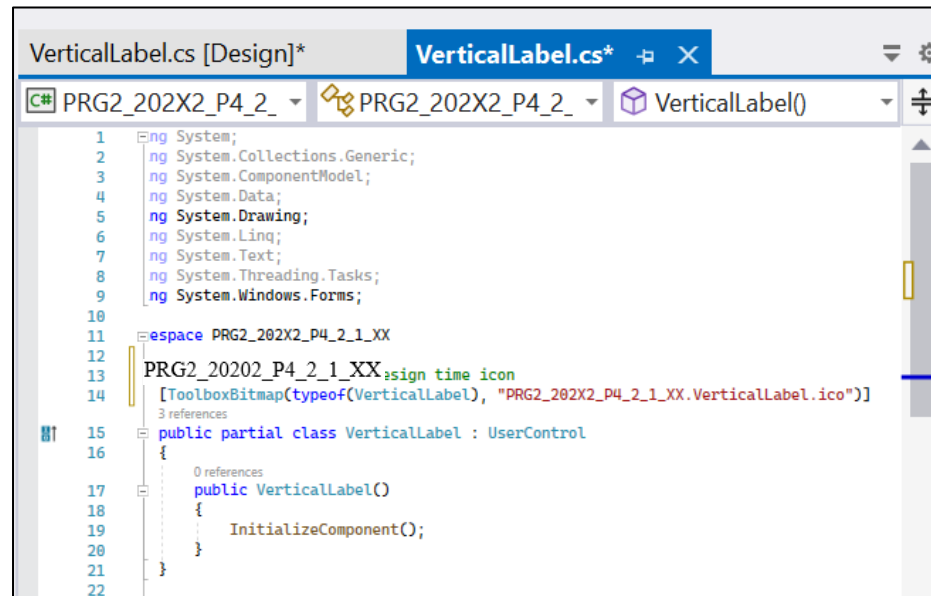 VerticalLabel.cs [Design]*
VerticalLabel.cs*
C# PRG2_202X2_P4_2_ PRG2_202X2_P4_2_ VerticalLabel()
1 ng System;
2 ng System.Collections.Generic;
3 ng System.ComponentModel;
4 ng System.Data;
5 ng System.Drawing;
6 ng System.Linq;
7 ng System.Text;
8 ng System.Threading.Tasks;
9 ng System.Windows.Forms;
10
11 espace PRG2_202X2_P4_2_1_XX
12
13 PRG2_20202_P4_2_1_XX esign time icon
14 [ToolboxBitmap(typeof(VerticalLabel), "PRG2_202X2_P4_2_1_XX.VerticalLabel.ico")]
3 references
15 public partial class VerticalLabel : UserControl
16 {
0 references
17 public VerticalLabel()
18 {
19 InitializeComponent();
20 }
21 }
22